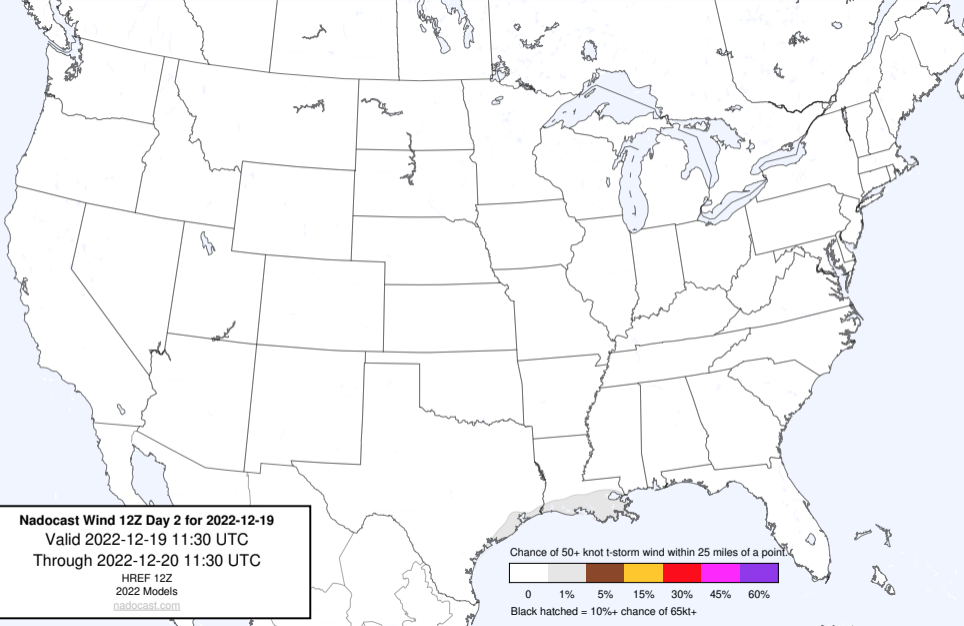 Nadocast Wind 12Z Day 2 for 2022-12-19
Valid 2022-12-19 11:30 UTC
Through 2022-12-20 11:30 UTC
HREF 12Z
2022 Models
nadocast.com
Chance of 50+ knot t-storm wind within 25 miles of a point.
0 1% 5% 15% 30% 45% 60%
Black hatched = 10%+ chance of 65kt+